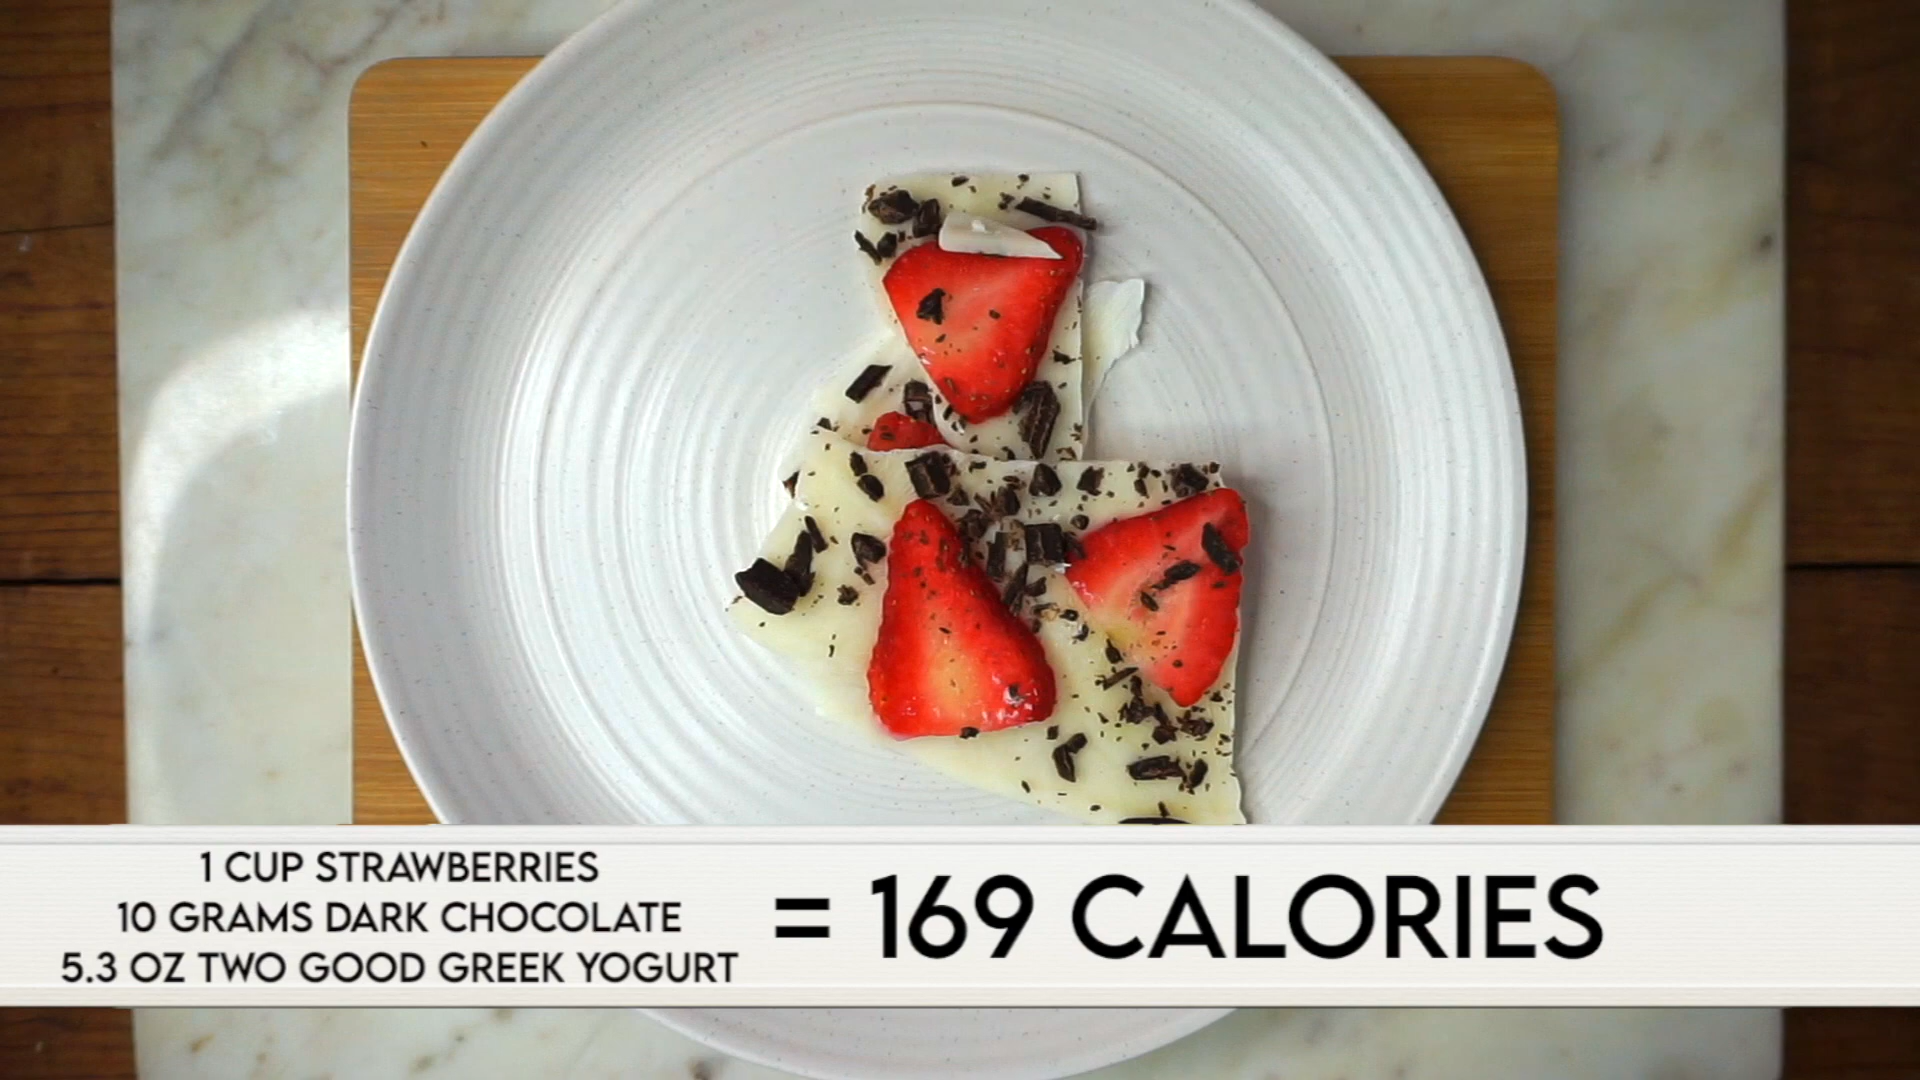 1 CUP STRAWBERRIES
10 GRAMS DARK CHOCOLATE
5.3 OZ TWO GOOD GREEK YOGURT
= 169 CALORIES